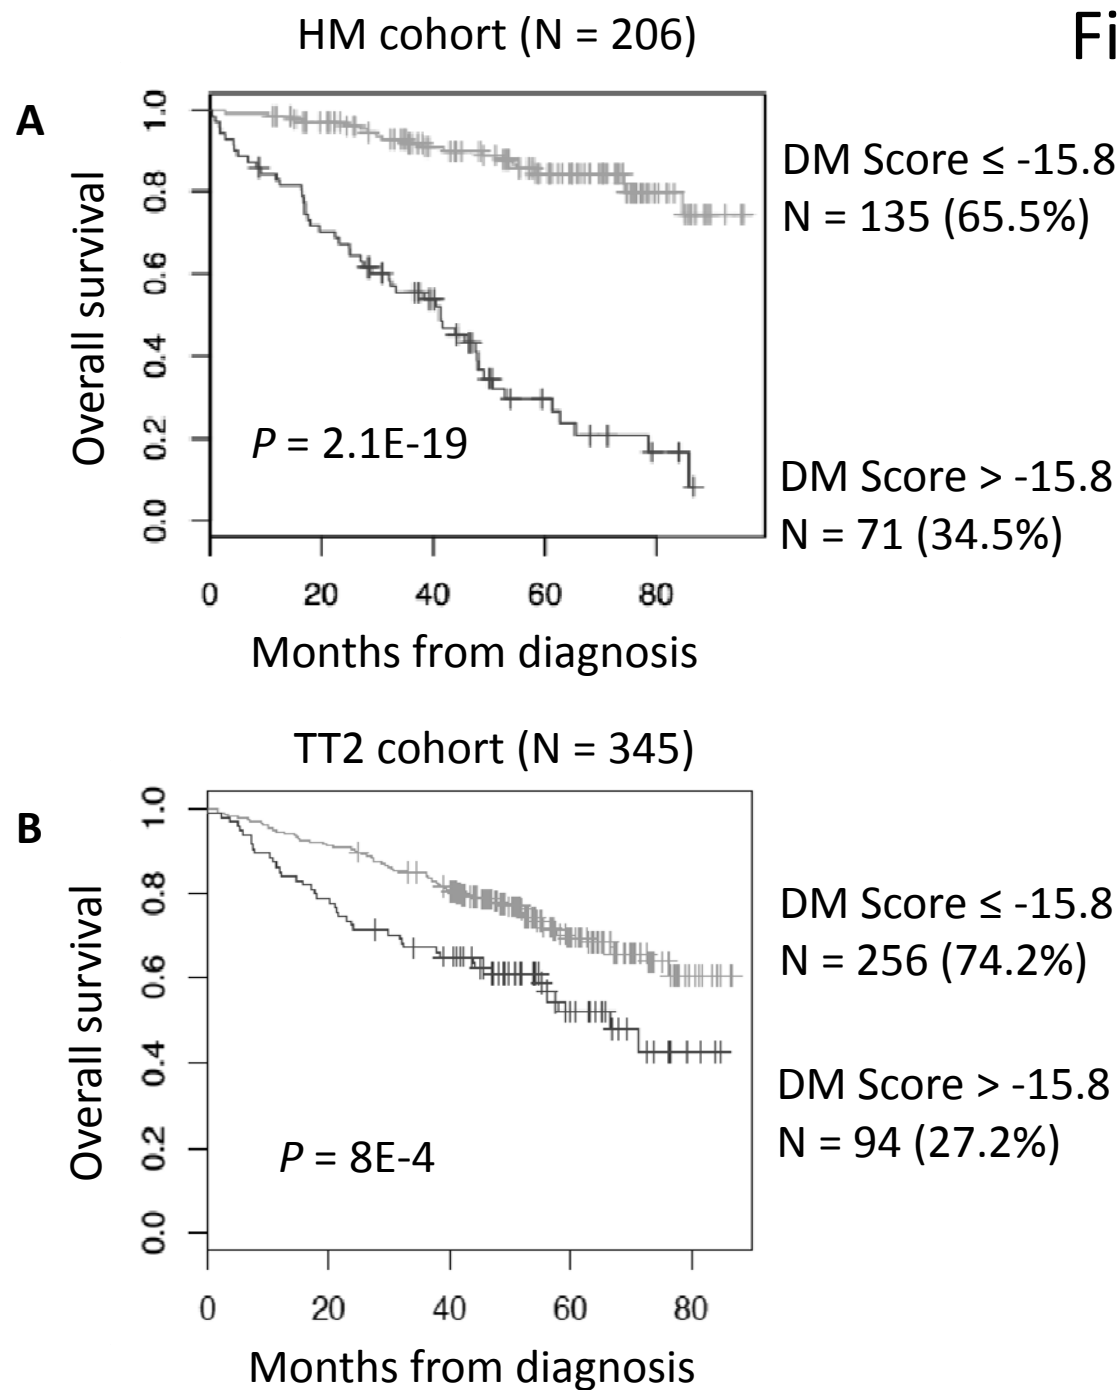 HM cohort (N = 206)
Fi
A
1.0
0.8
0.6
0.4
0.2
0.0
Overall survival
P = 2.1E-19
0 20 40 60 80
Months from diagnosis
DM Score ≤ -15.8
N = 135 (65.5%)
DM Score > -15.8
N = 71 (34.5%)
TT2 cohort (N = 345)
B
1.0
0.8
0.6
0.4
0.2
0.0
Overall survival
P = 8E-4
0 20 40 60 80
Months from diagnosis
DM Score ≤ -15.8
N = 256 (74.2%)
DM Score > -15.8
N = 94 (27.2%)